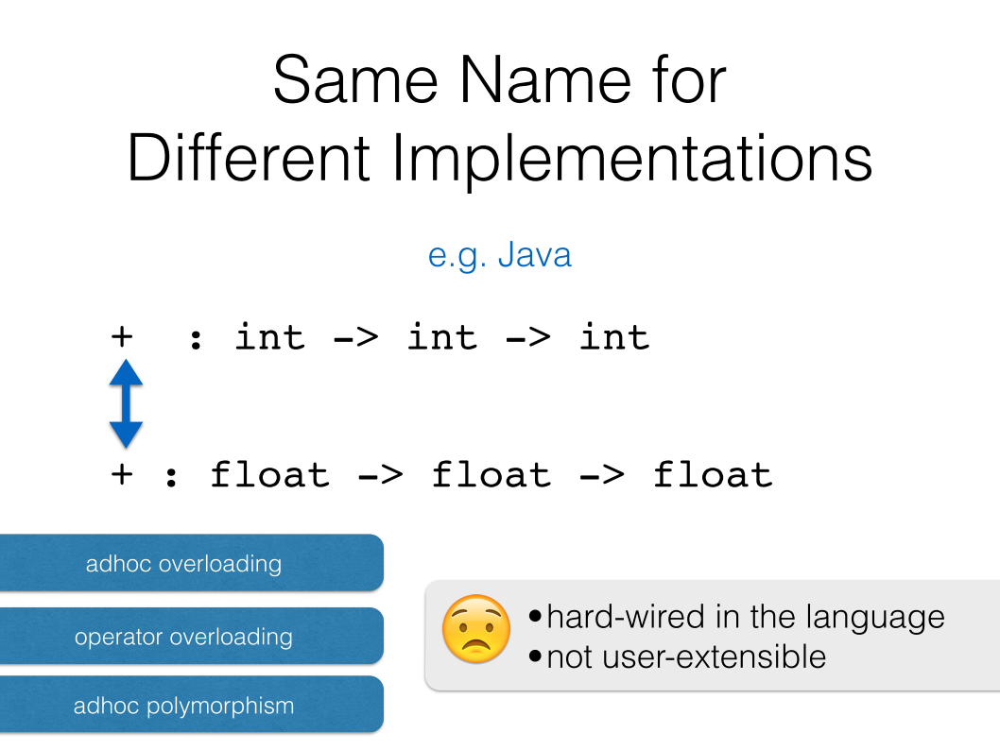 Same Name for
Different Implementations
e.g. Java
+ : int -> int -> int
+ : float -> float -> float
adhoc overloading
operator overloading
adhoc polymorphism
•hard-wired in the language
•not user-extensible